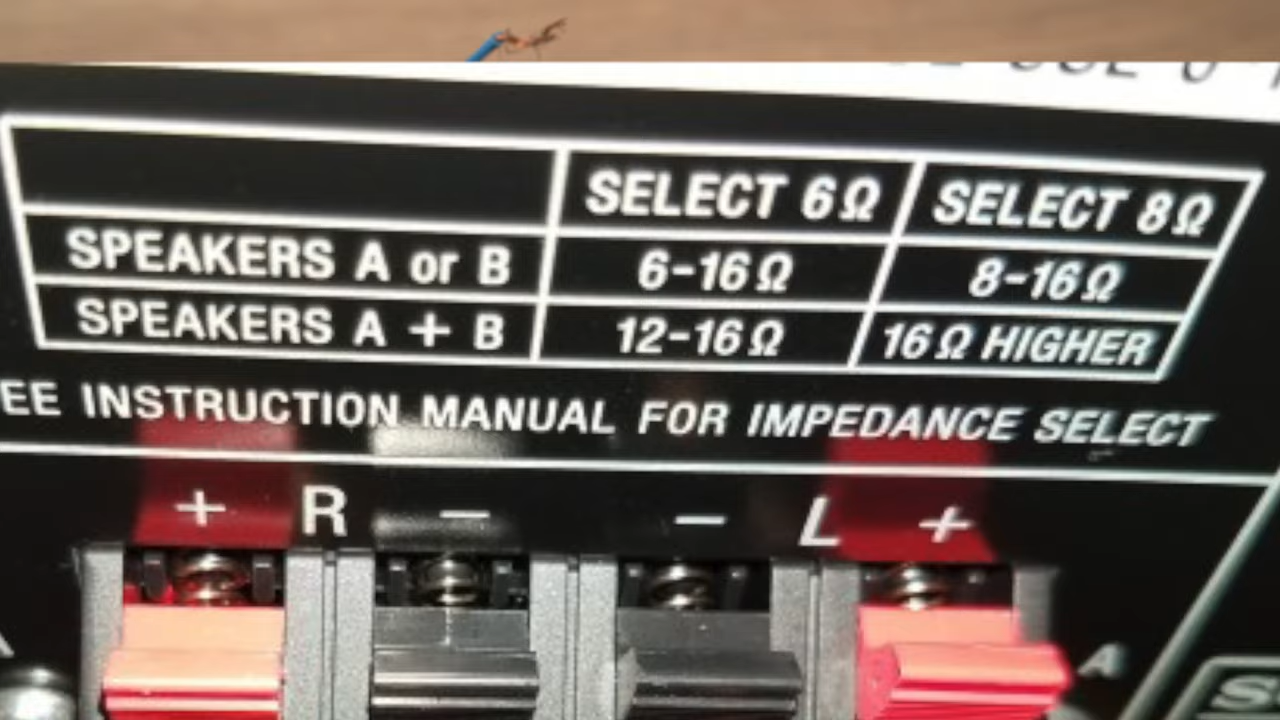 SELECT 6Ω SELECT 8Ω
SPEAKERS A or B 6-16Ω 8-16Ω
SPEAKERS A + B 12-16Ω 16Ω HIGHER
EE INSTRUCTION MANUAL FOR IMPEDANCE SELECT
+ R - - L +
A